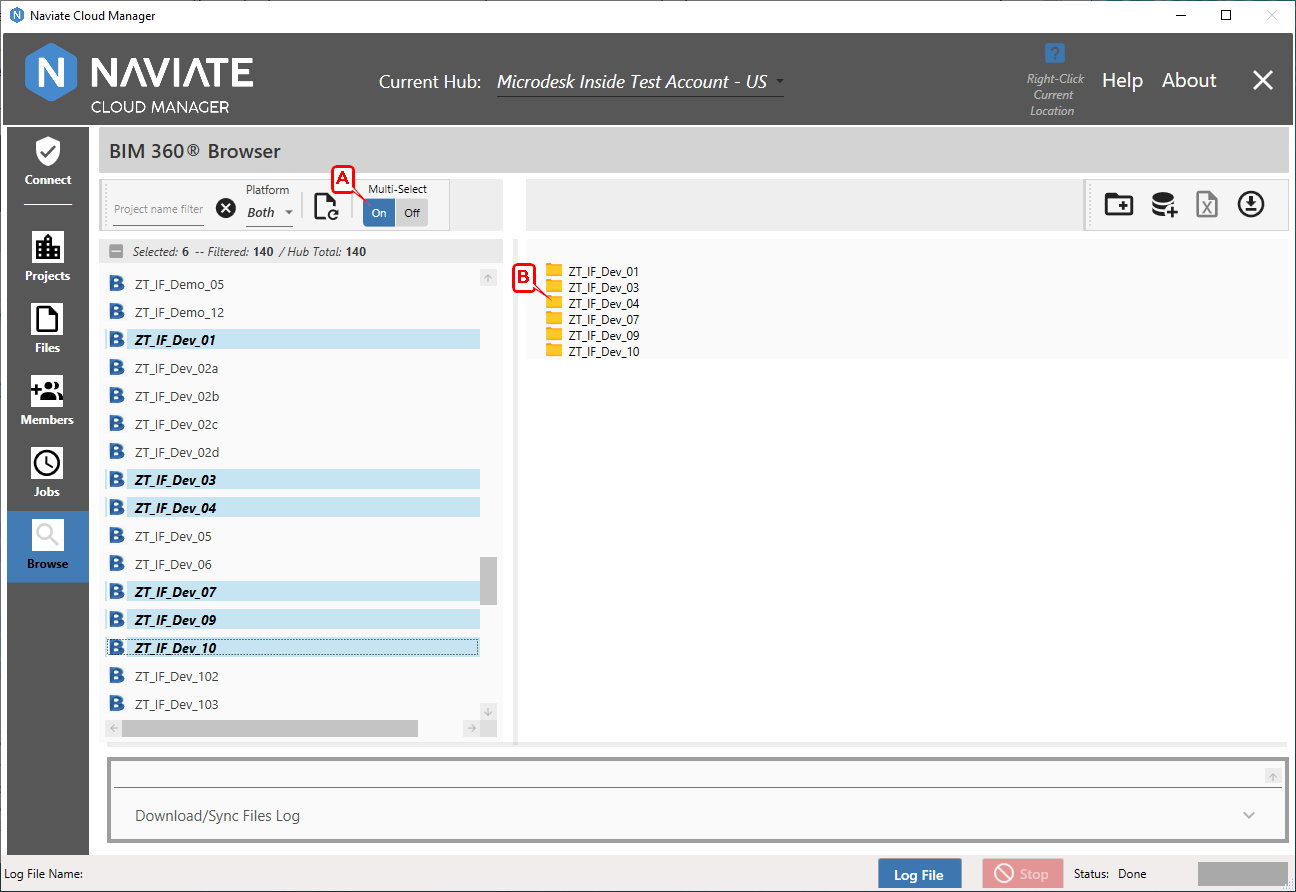 Naviate Cloud Manager
N NAVIATE
CLOUD MANAGER
Current Hub: Microdesk Inside Test Account - US
?
Right-Click
Current
Location
Help About
Connect
Projects
Files
Members
Jobs
Browse
BIM 360® Browser
Project name filter
Platform
Both
A
Multi-Select
On Off
Selected: 6 -- Filtered: 140 / Hub Total: 140
B ZT_IF_Demo_05
B ZT_IF_Demo_12
B ZT_IF_Dev_01
B ZT_IF_Dev_02a
B ZT_IF_Dev_02b
B ZT_IF_Dev_02c
B ZT_IF_Dev_02d
B ZT_IF_Dev_03
B ZT_IF_Dev_04
B ZT_IF_Dev_05
B ZT_IF_Dev_06
B ZT_IF_Dev_07
B ZT_IF_Dev_09
B ZT_IF_Dev_10
B ZT_IF_Dev_102
B ZT_IF_Dev_103
B
ZT_IF_Dev_01
ZT_IF_Dev_03
ZT_IF_Dev_04
ZT_IF_Dev_07
ZT_IF_Dev_09
ZT_IF_Dev_10
Download/Sync Files Log
Log File Name:
Log File
Stop
Status: Done